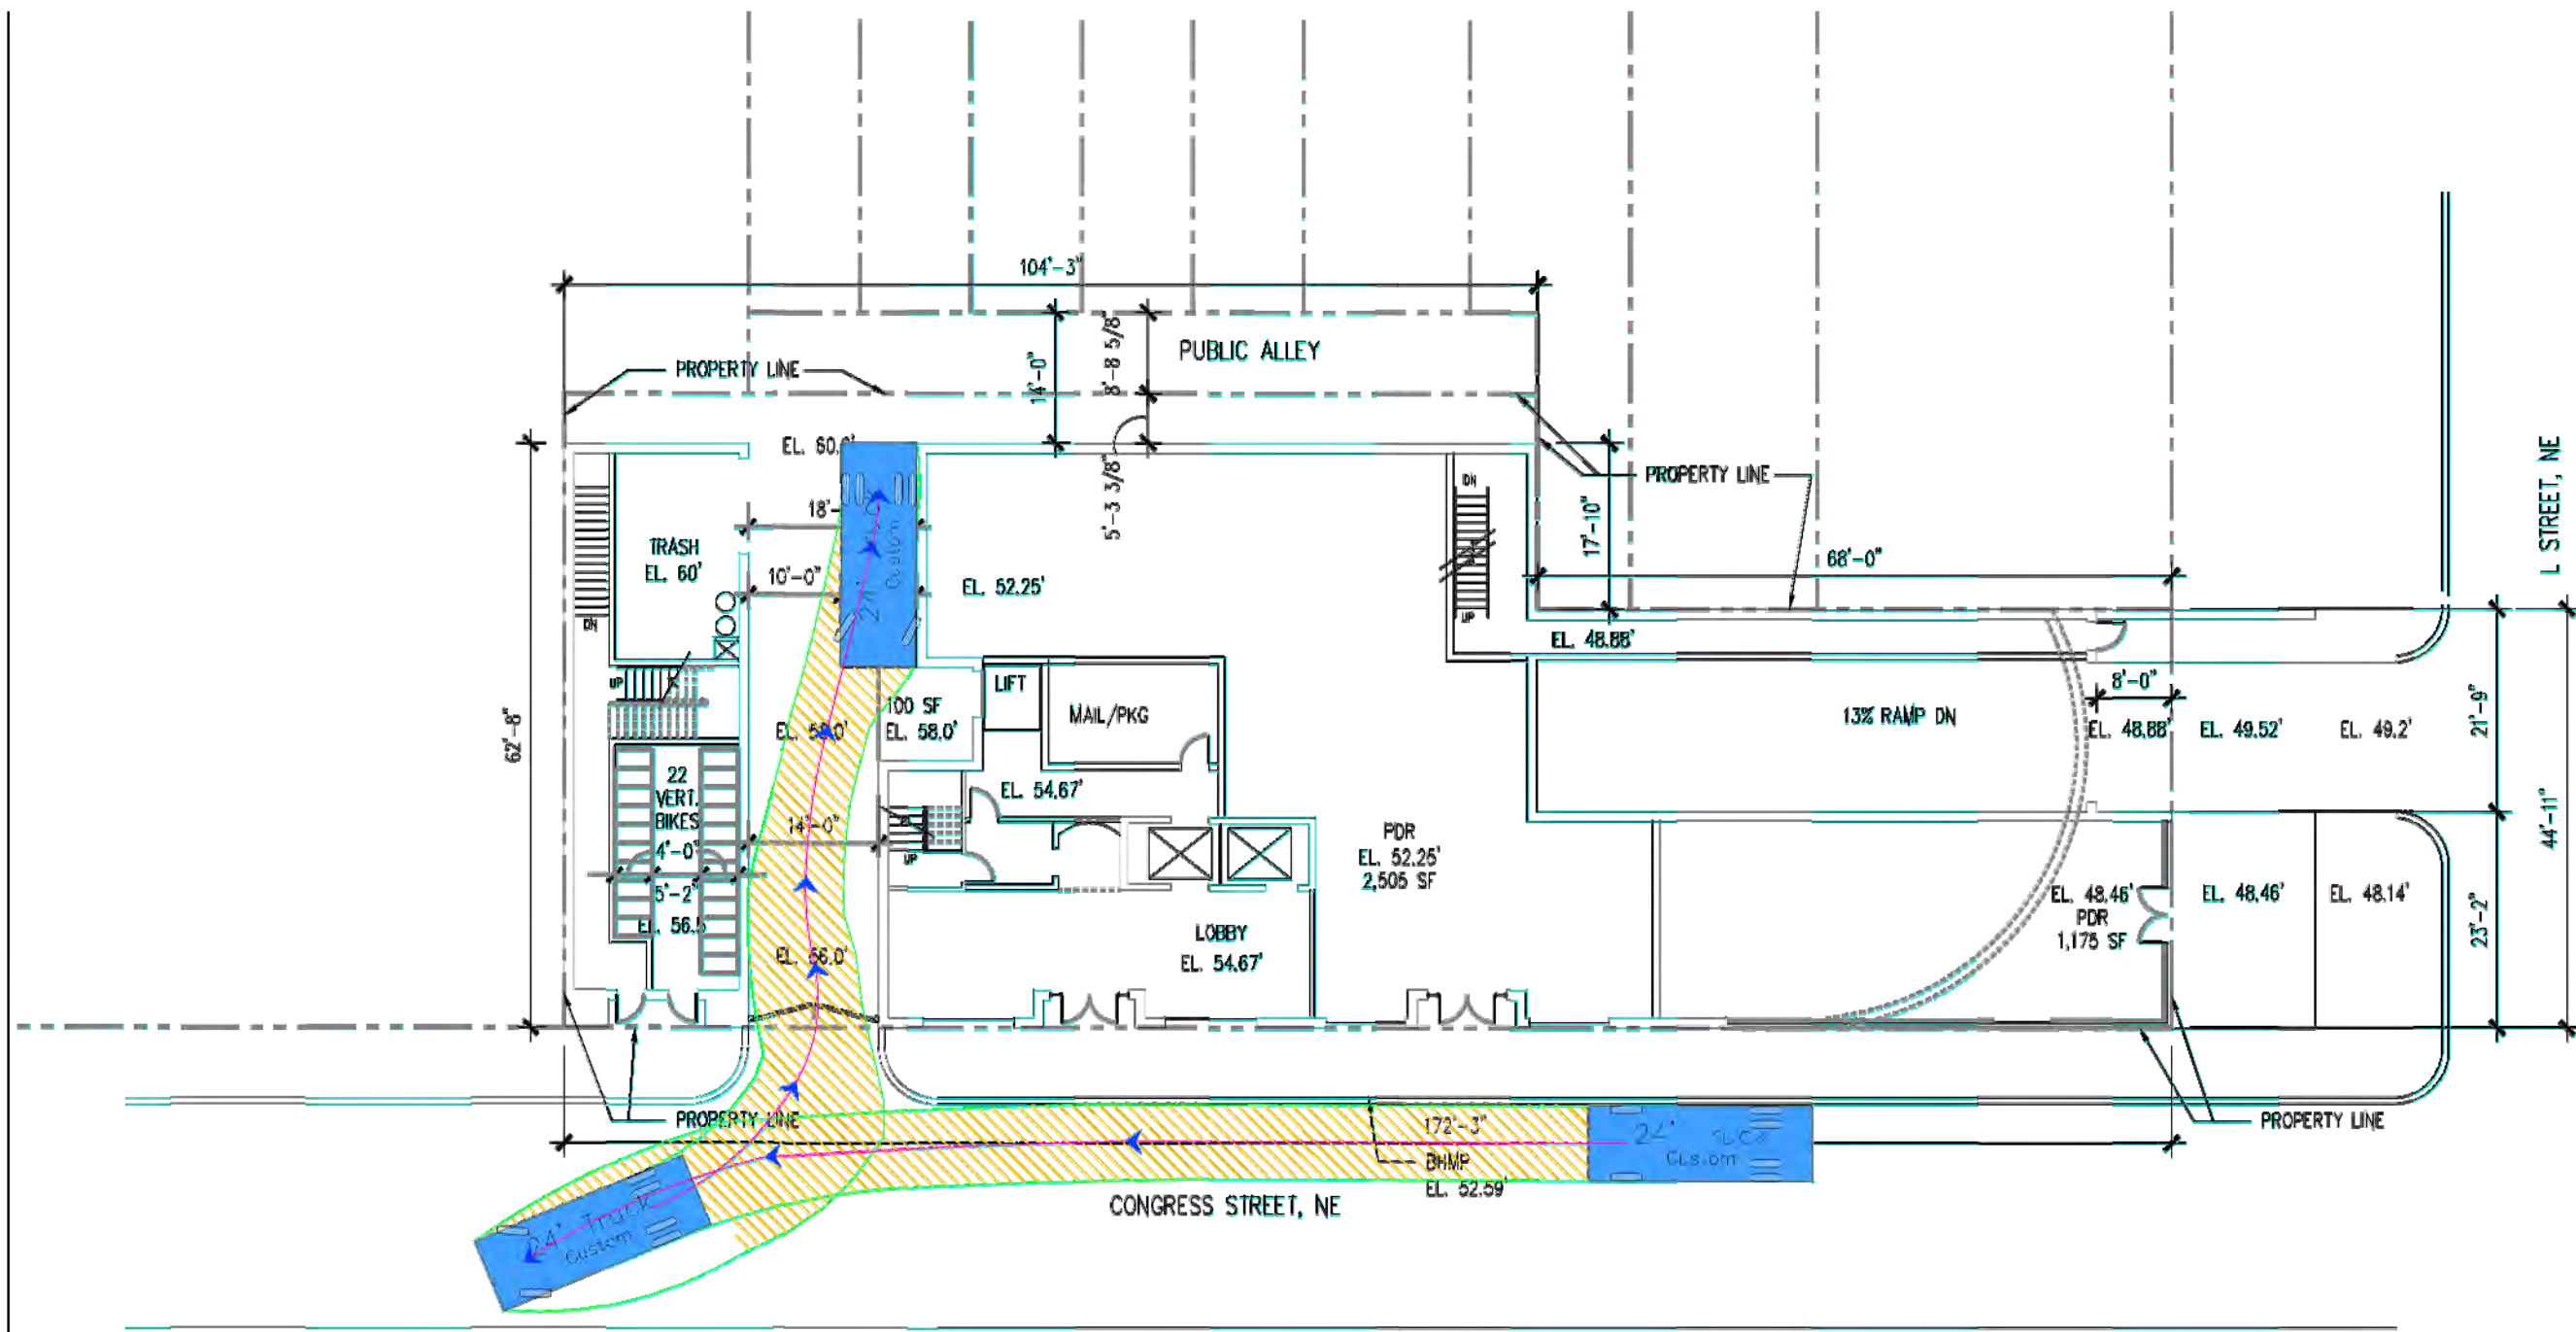 104'-3"
PUBLIC ALLEY
14'-0"
8'-8 5/8"
5'-3 3/8"
PROPERTY LINE
PROPERTY LINE
L STREET, NE
17'-10"
68'-0"
62'-8"
EL. 60.
18'-
10'-0"
24'
Custom
TRASH
EL. 60'
DN
EL. 52.25'
DN
UP
EL. 48.88'
8'-0"
21'-9"
44'-11"
UP
100 SF
EL. 58.0'
LIFT
MAIL/PKG
13% RAMP DN
EL. 48.88'
EL. 49.52'
EL. 49.2'
22
VERT.
BIKES
4'-0"
5'-2"
EL. 56.5
14'-0"
EL. 54.67'
UP
PDR
EL. 52.25'
2,505 SF
EL. 48.46'
PDR
1,175 SF
EL. 48.46'
EL. 48.14'
23'-2"
LOBBY
EL. 54.67'
PROPERTY LINE
172'-3"
24'
Custom
PROPERTY LINE
BHMP
EL. 52.59'
CONGRESS STREET, NE
24' Truck
Custom